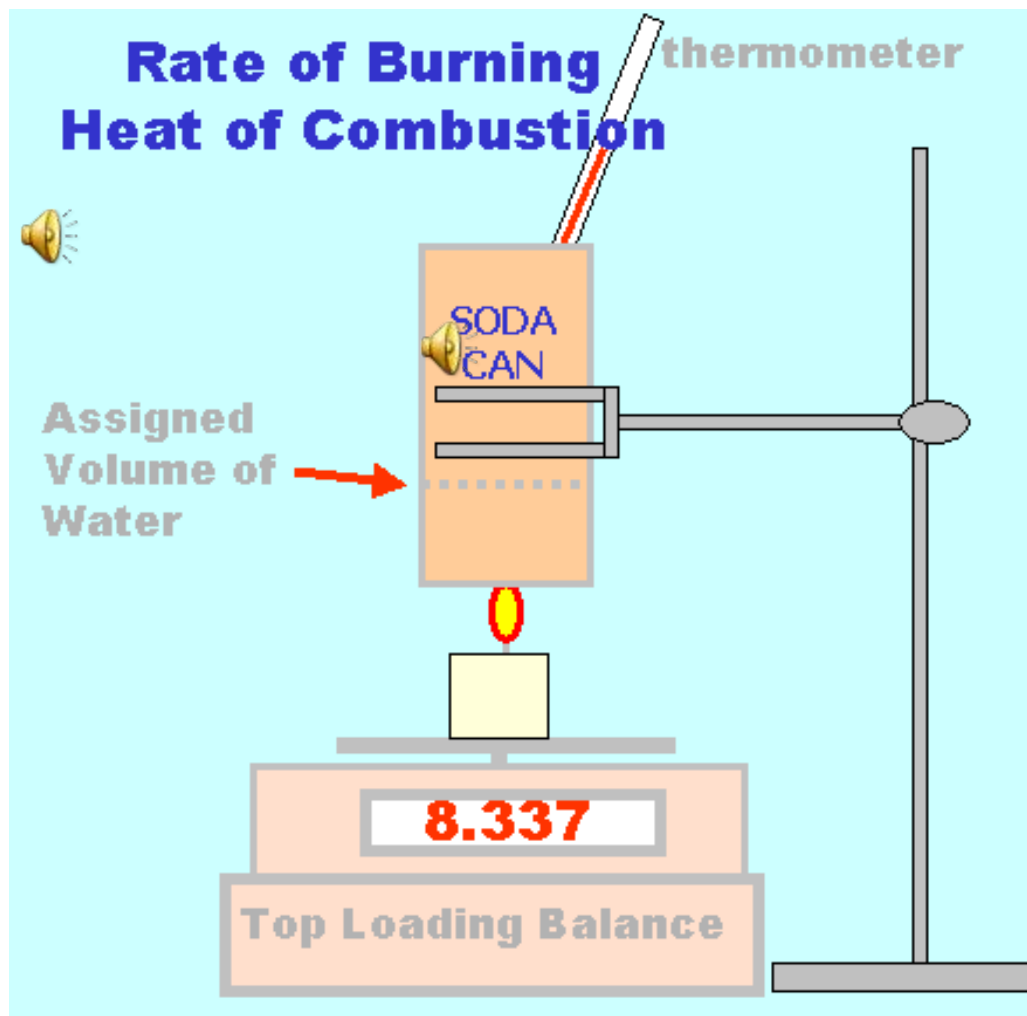 Rate of Burning
Heat of Combustion
thermometer
SODA
CAN
Assigned
Volume of
Water
8.337
Top Loading Balance